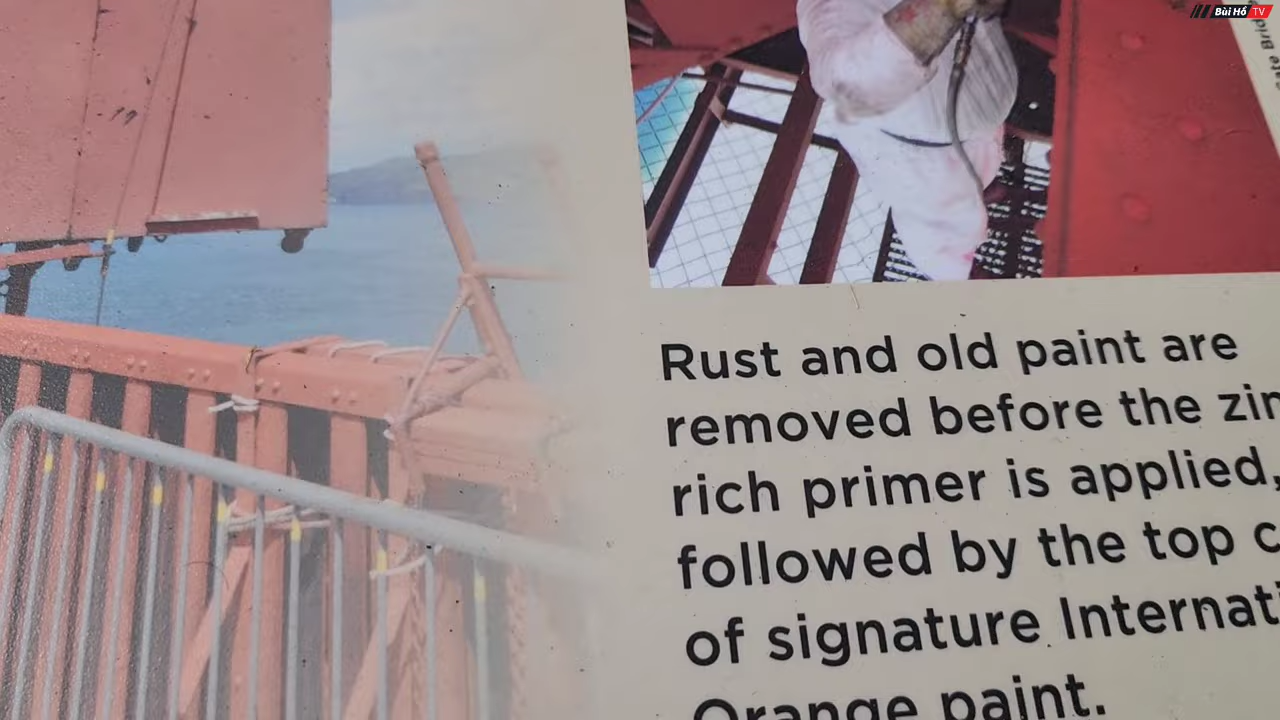 Bùi Hồ TV
Rust and old paint are
removed before the zin
rich primer is applied,
followed by the top c
of signature Internati
Orange paint.